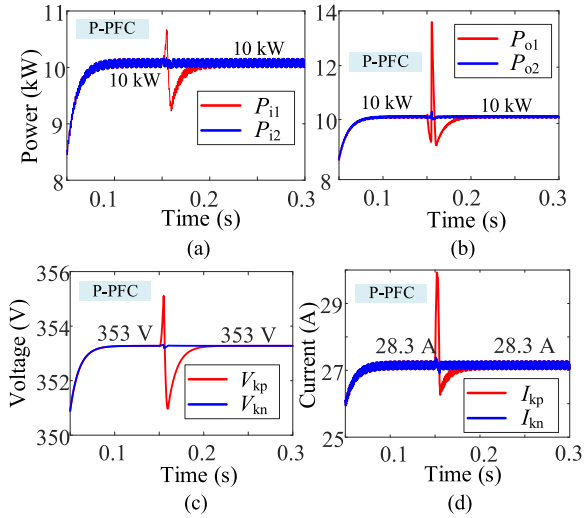 P-PFC
10 kW
10 kW
P_i1
P_i2
Power (kW)
11
10
9
8
0.1
0.2
0.3
Time (s)
(a)
P_o1
P_o2
P-PFC
10 kW
10 kW
14
12
10
8
0.1
0.2
0.3
Time (s)
(b)
P-PFC
353 V
353 V
V_kp
V_kn
Voltage (V)
356
354
352
350
0.1
0.2
0.3
Time (s)
(c)
P-PFC
28.3 A
28.3 A
I_kp
I_kn
Current (A)
29
27
25
0.1
0.2
0.3
Time (s)
(d)